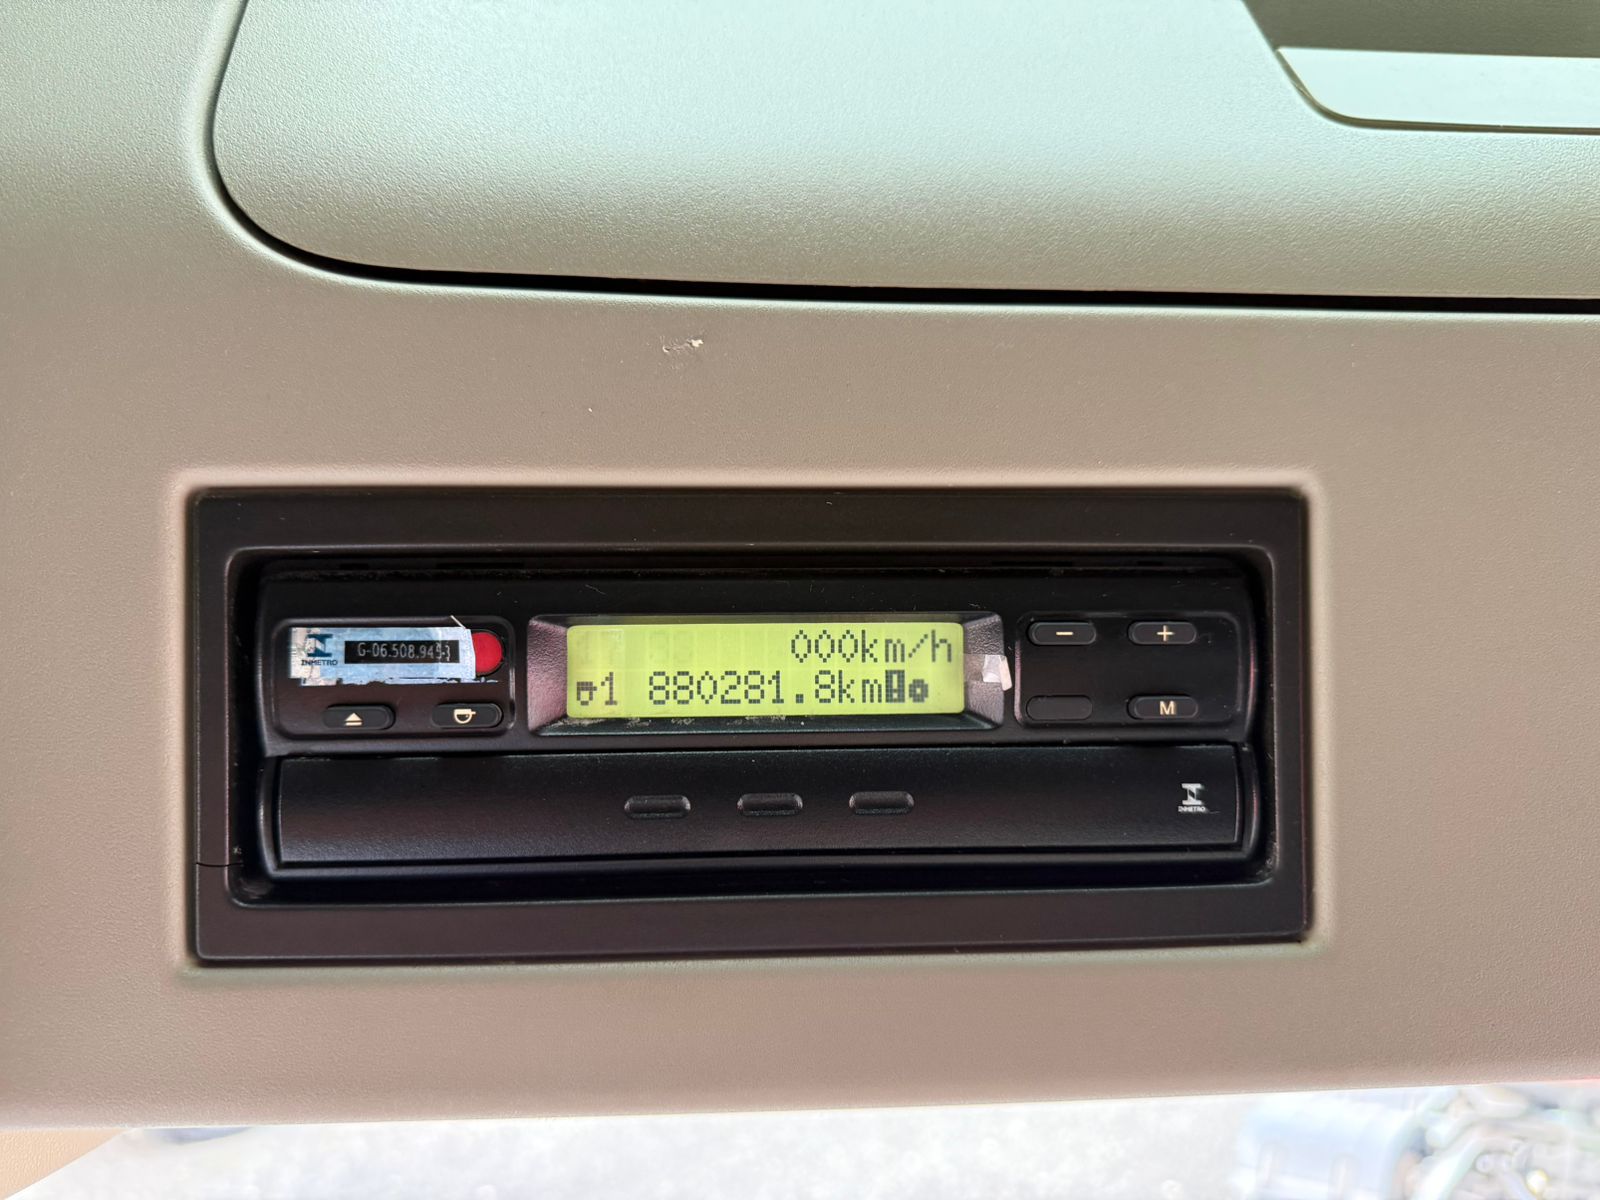 INMETRO
G-06.508.945-3
000km/h
1 880281.8km
- +
M
INMETRO